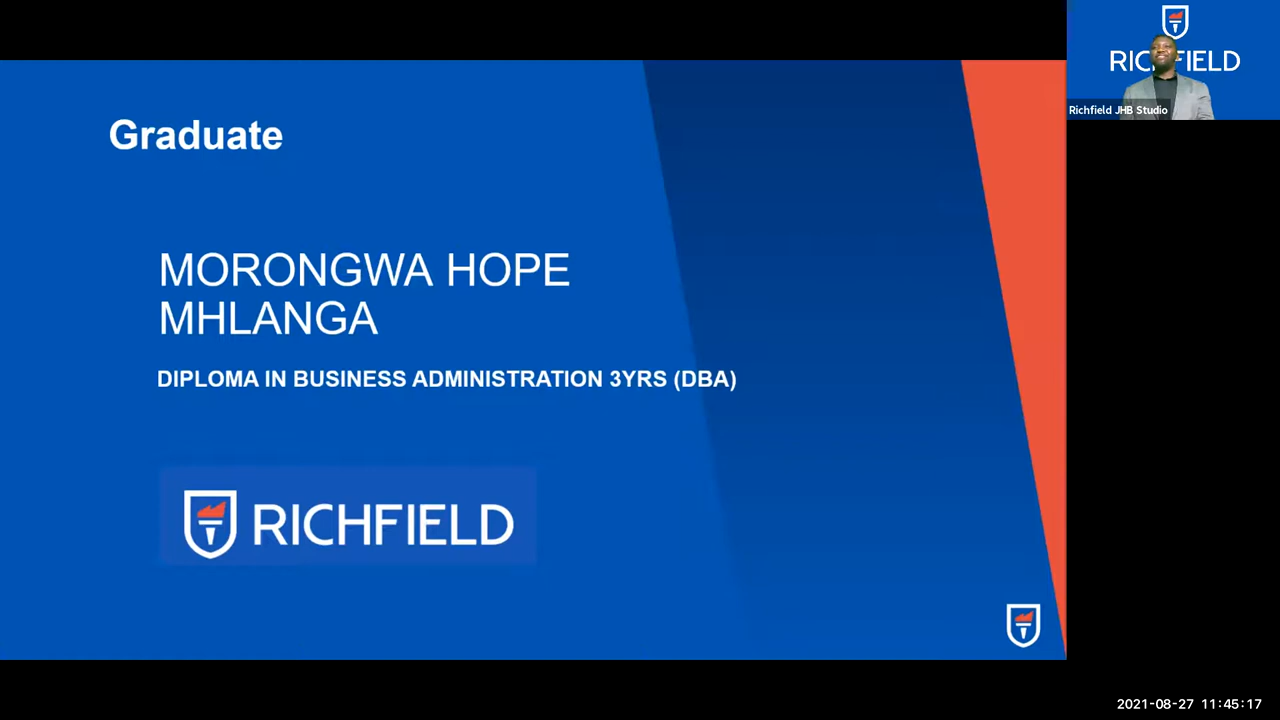 Graduate
MORONGWA HOPE
MHLANGA
DIPLOMA IN BUSINESS ADMINISTRATION 3YRS (DBA)
RICHFIELD
RICHFIELD
Richfield JHB Studio
2021-08-27 11:45:17